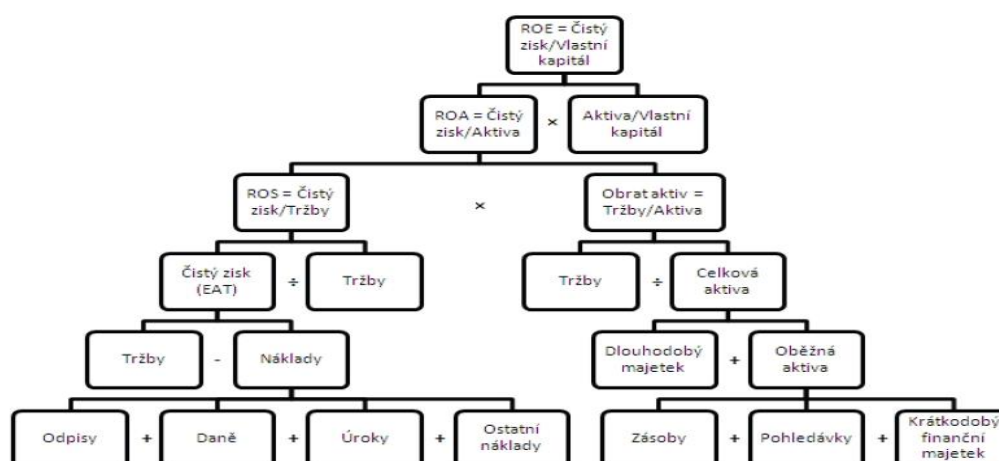 ROE = Čistý
zisk/Vlastní
kapitál
ROA = Čistý
zisk/Aktiva
×
Aktiva/Vlastní
kapitál
ROS = Čistý
zisk/Tržby
×
Obrat aktiv =
Tržby/Aktiva
Čistý zisk
(EAT)
÷
Tržby
Tržby
÷
Celková
aktiva
Tržby
-
Náklady
Dlouhodobý
majetek
+
Oběžná
aktiva
Odpisy
+
Daně
+
Úroky
+
Ostatní
náklady
Zásoby
+
Pohledávky
+
Krátkodobý
finanční
majetek